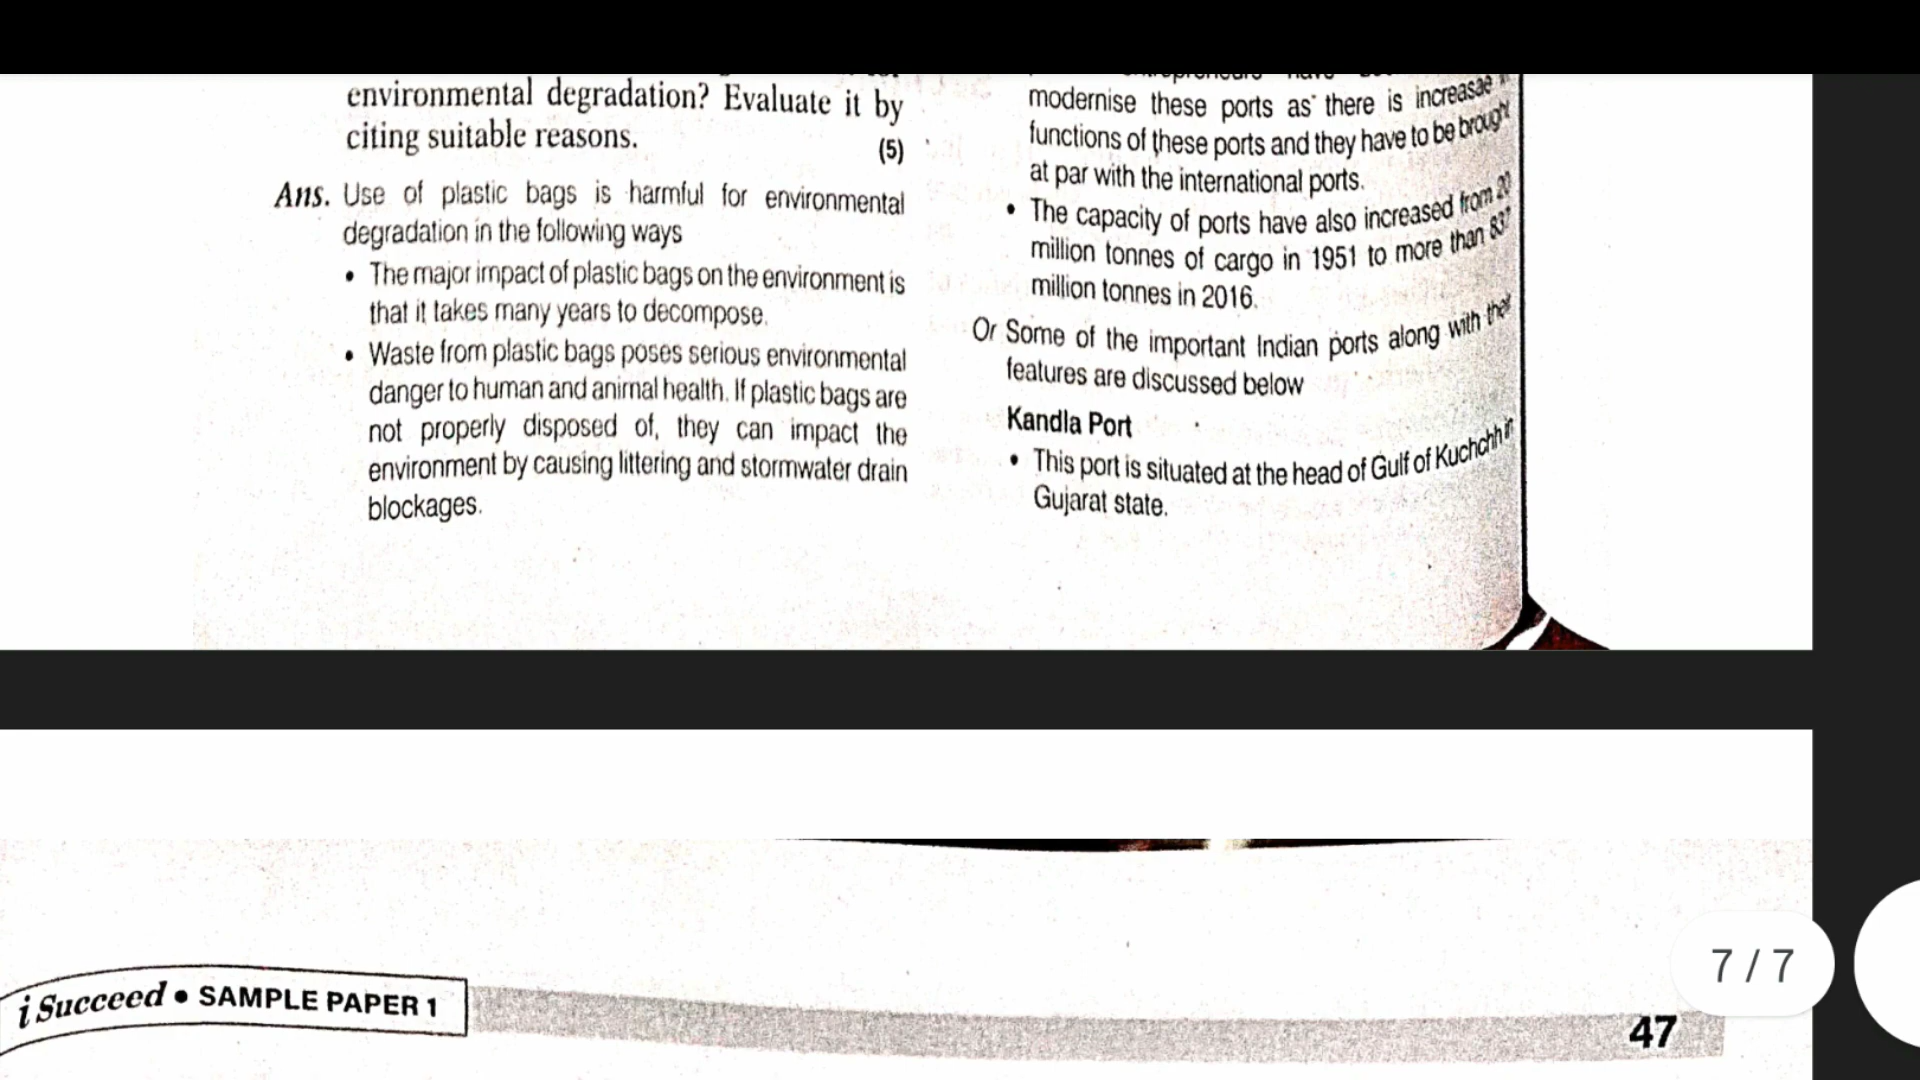 environmental degradation? Evaluate it by
citing suitable reasons. (5)
Ans. Use of plastic bags is harmful for environmental
degradation in the following ways
• The major impact of plastic bags on the environment is
that it takes many years to decompose.
• Waste from plastic bags poses serious environmental
danger to human and animal health. If plastic bags are
not properly disposed of, they can impact the
environment by causing littering and stormwater drain
blockages.
modernise these ports as there is increasae
functions of these ports and they have to be brought
at par with the international ports.
• The capacity of ports have also increased from 20
million tonnes of cargo in 1951 to more than 837
million tonnes in 2016.
Or Some of the important Indian ports along with their
features are discussed below
Kandla Port
• This port is situated at the head of Gulf of Kuchchh in
Gujarat state.
7 / 7
i Succeed • SAMPLE PAPER 1
47